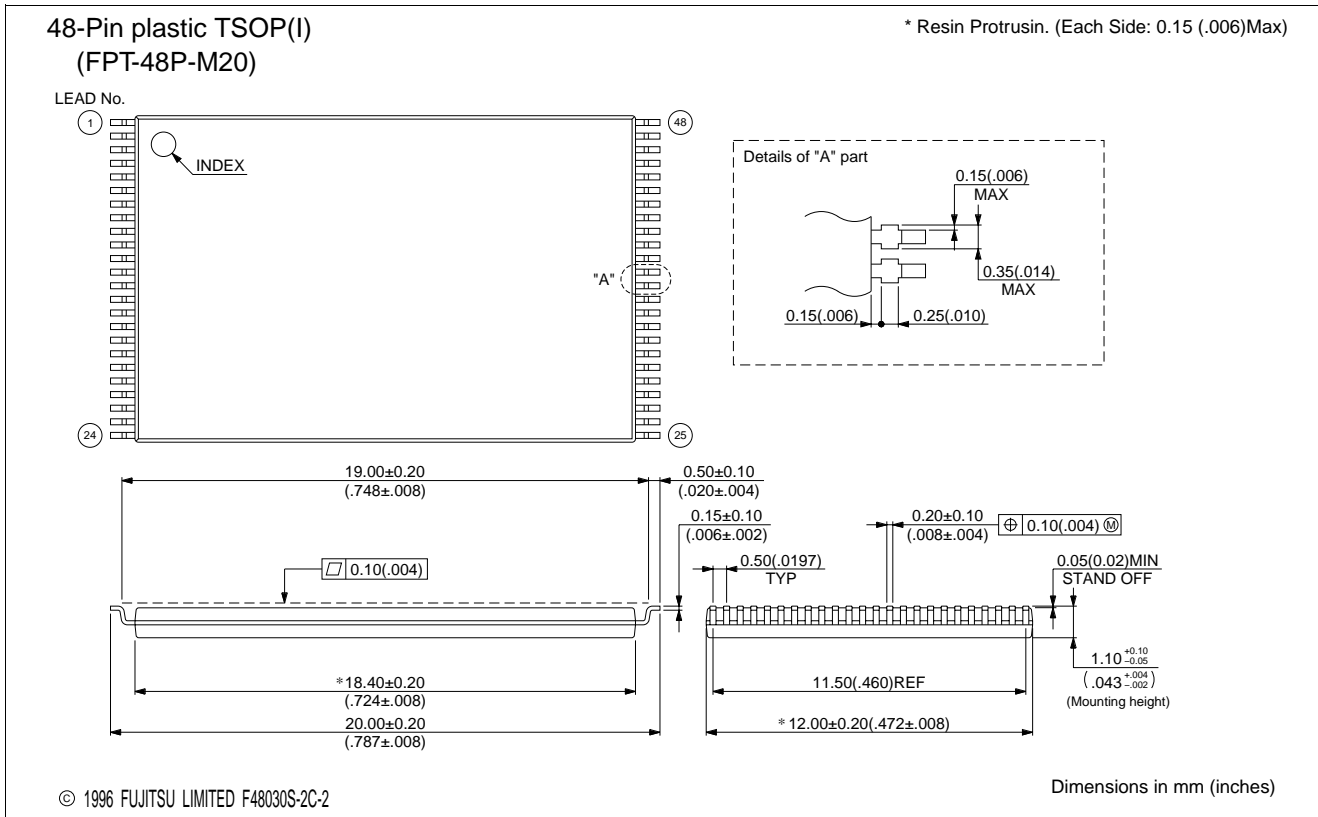 48-Pin plastic TSOP(I)
(FPT-48P-M20)
* Resin Protrusin. (Each Side: 0.15 (.006)Max)
LEAD No.
1
48
INDEX
"A"
24
25
Details of "A" part
0.15(.006)
MAX
0.35(.014)
MAX
0.15(.006)
0.25(.010)
19.00±0.20
(.748±.008)
0.50±0.10
(.020±.004)
0.15±0.10
(.006±.002)
0.10(.004)
*18.40±0.20
(.724±.008)
20.00±0.20
(.787±.008)
0.20±0.10
(.008±.004)
⌖ 0.10(.004) Ⓜ
0.50(.0197)
TYP
0.05(0.02)MIN
STAND OFF
11.50(.460)REF
*12.00±0.20(.472±.008)
1.10 +0.10 −0.05
(.043 +.004 −.002)
(Mounting height)
© 1996 FUJITSU LIMITED F48030S-2C-2
Dimensions in mm (inches)